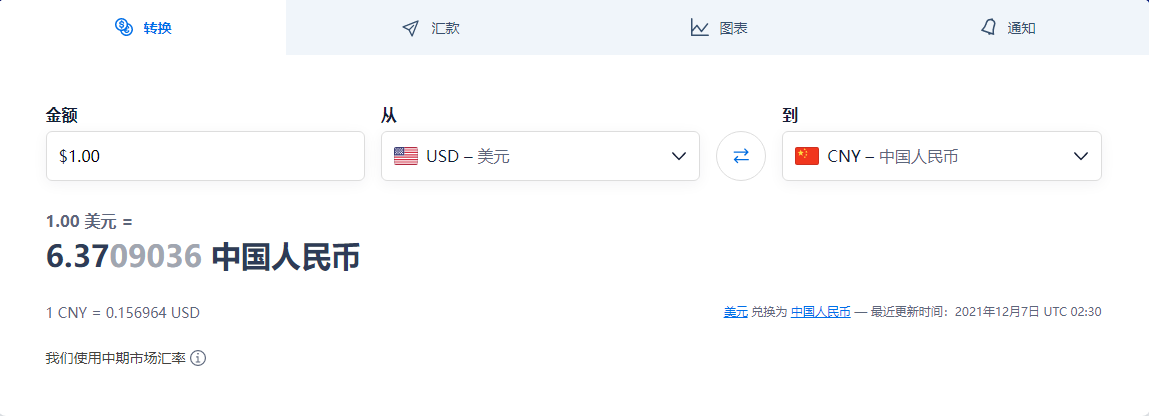 转换 汇款 图表 通知
金额 从 到
$1.00 USD – 美元 CNY – 中国人民币
1.00 美元 =
6.3709036 中国人民币
1 CNY = 0.156964 USD 美元 兑换为 中国人民币 — 最近更新时间：2021年12月7日 UTC 02:30
我们使用中期市场汇率